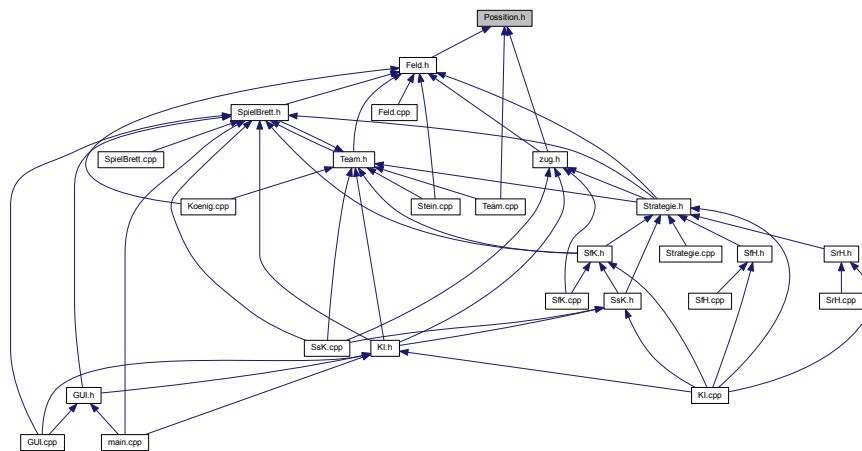 Possition.h
Feld.h
SpielBrett.h
Feld.cpp
SpielBrett.cpp
Team.h
zug.h
Koenig.cpp
Stein.cpp
Team.cpp
Strategie.h
SfK.h
Strategie.cpp
SfH.h
SrH.h
SfK.cpp
SsK.h
SfH.cpp
SrH.cpp
SsK.cpp
KI.h
GUI.h
KI.cpp
GUI.cpp
main.cpp